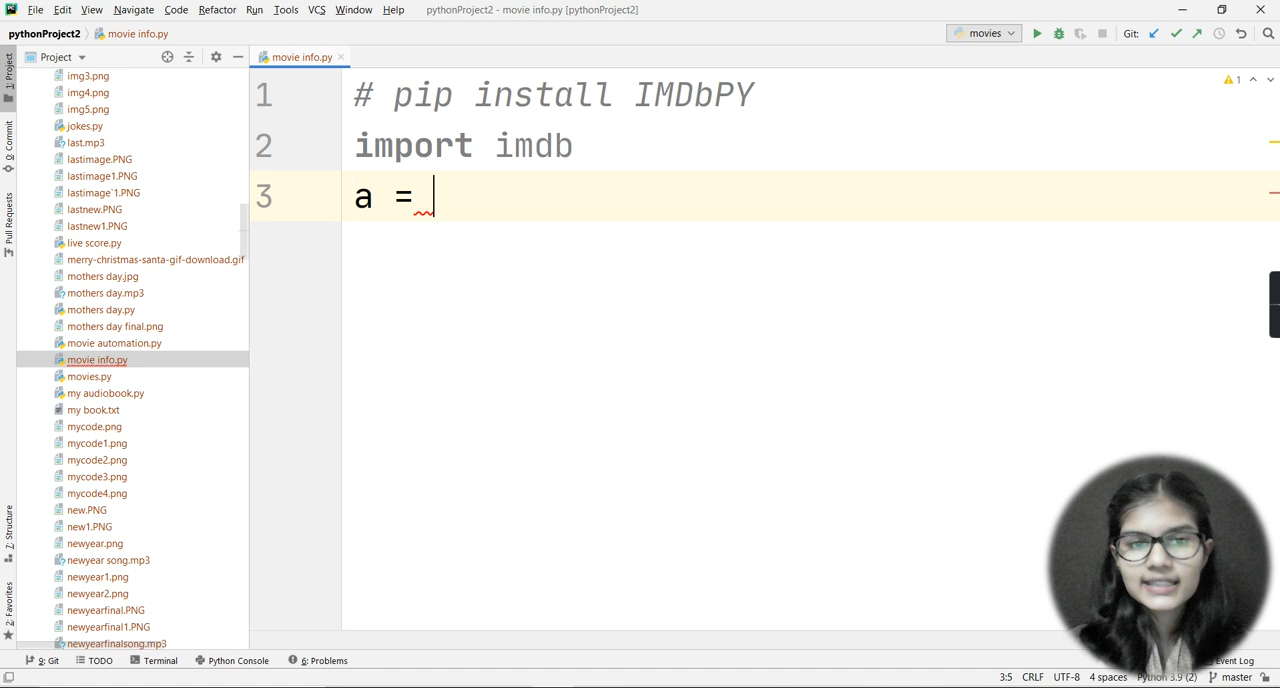 File Edit View Navigate Code Refactor Run Tools VCS Window Help pythonProject2 - movie info.py [pythonProject2]
pythonProject2 movie info.py movies Git:
Project movie info.py
1: Project
0: Commit
Pull Requests
7: Structure
2: Favorites
img3.png
img4.png
img5.png
jokes.py
last.mp3
lastimage.PNG
lastimage1.PNG
lastimage`1.PNG
lastnew.PNG
lastnew1.PNG
live score.py
merry-christmas-santa-gif-download.gif
mothers day.jpg
mothers day.mp3
mothers day.py
mothers day final.png
movie automation.py
movie info.py
movies.py
my audiobook.py
my book.txt
mycode.png
mycode1.png
mycode2.png
mycode3.png
mycode4.png
new.PNG
new1.PNG
newyear.png
newyear song.mp3
newyear1.png
newyear2.png
newyearfinal.PNG
newyearfinal1.PNG
newyearfinalsong.mp3
1 # pip install IMDbPY
2 import imdb
3 a =
1
9: Git TODO Terminal Python Console 6: Problems Event Log
3:5 CRLF UTF-8 4 spaces Python 3.9 (2) master